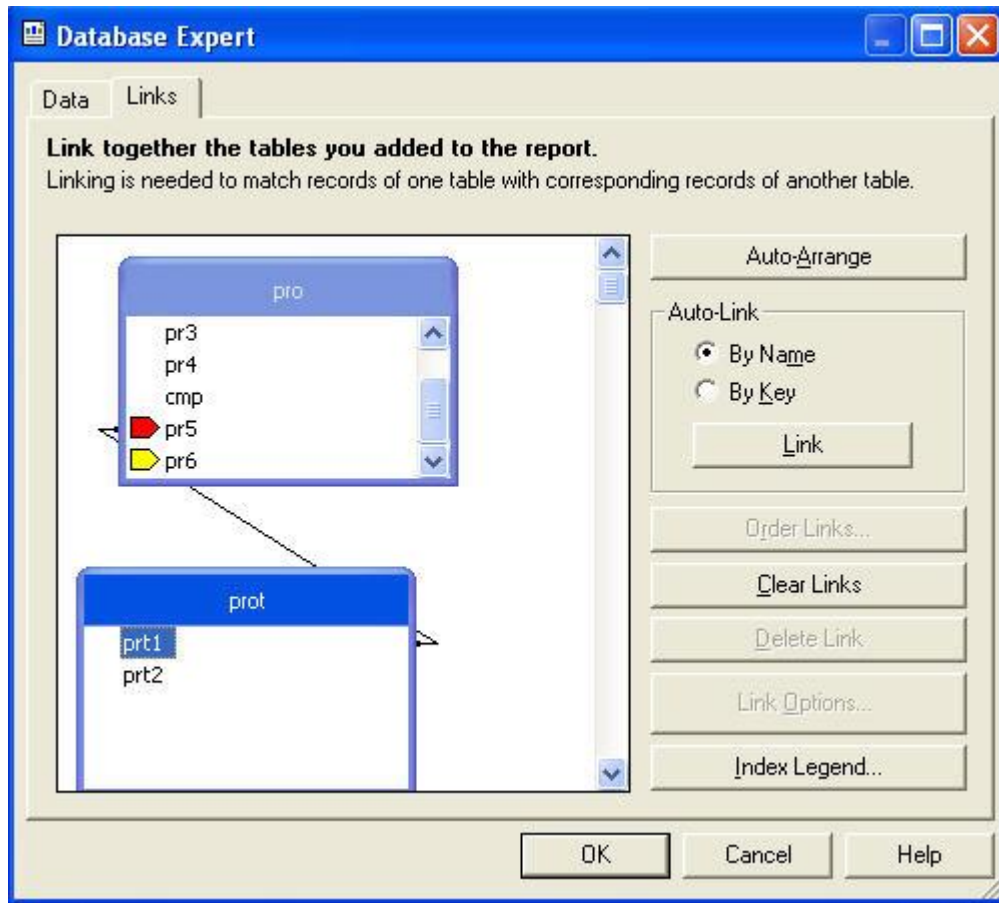 Database Expert
Data
Links
Link together the tables you added to the report.
Linking is needed to match records of one table with corresponding records of another table.
pro
pr3
pr4
cmp
pr5
pr6
prot
prt1
prt2
Auto-Arrange
Auto-Link
By Name
By Key
Link
Order Links...
Clear Links
Delete Link
Link Options...
Index Legend...
OK
Cancel
Help